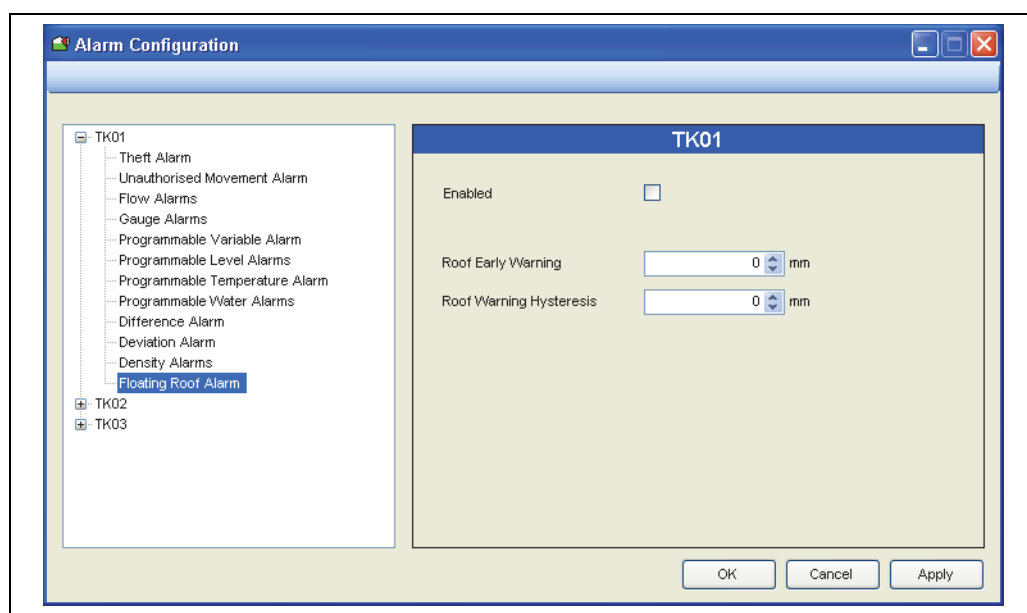 Alarm Configuration
TK01
Theft Alarm
Unauthorised Movement Alarm
Flow Alarms
Gauge Alarms
Programmable Variable Alarm
Programmable Level Alarms
Programmable Temperature Alarm
Programmable Water Alarms
Difference Alarm
Deviation Alarm
Density Alarms
Floating Roof Alarm
TK02
TK03
TK01
Enabled
Roof Early Warning 0 mm
Roof Warning Hysteresis 0 mm
OK Cancel Apply